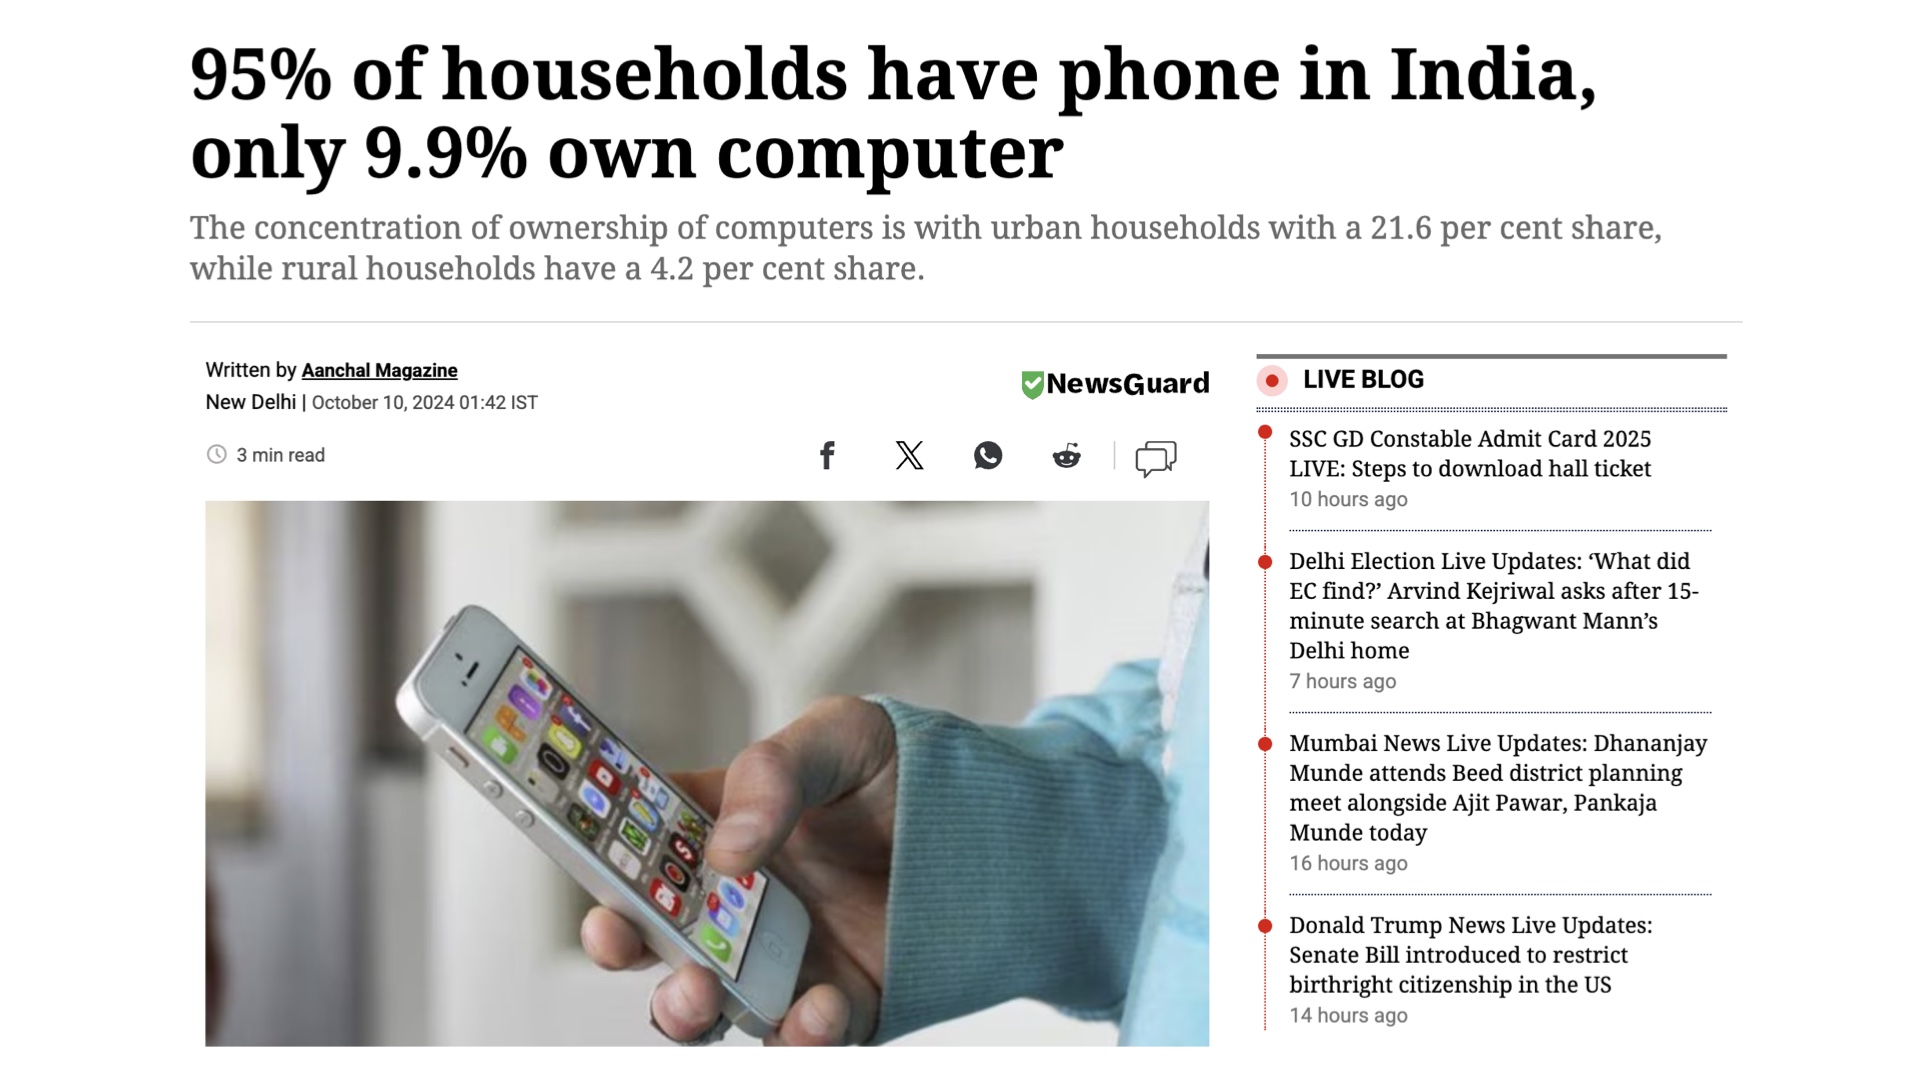 95% of households have phone in India,
only 9.9% own computer
The concentration of ownership of computers is with urban households with a 21.6 per cent share,
while rural households have a 4.2 per cent share.
Written by Aanchal Magazine
New Delhi | October 10, 2024 01:42 IST
NewsGuard
3 min read
LIVE BLOG
SSC GD Constable Admit Card 2025
LIVE: Steps to download hall ticket
10 hours ago
Delhi Election Live Updates: ‘What did
EC find?’ Arvind Kejriwal asks after 15-
minute search at Bhagwant Mann’s
Delhi home
7 hours ago
Mumbai News Live Updates: Dhananjay
Munde attends Beed district planning
meet alongside Ajit Pawar, Pankaja
Munde today
16 hours ago
Donald Trump News Live Updates:
Senate Bill introduced to restrict
birthright citizenship in the US
14 hours ago